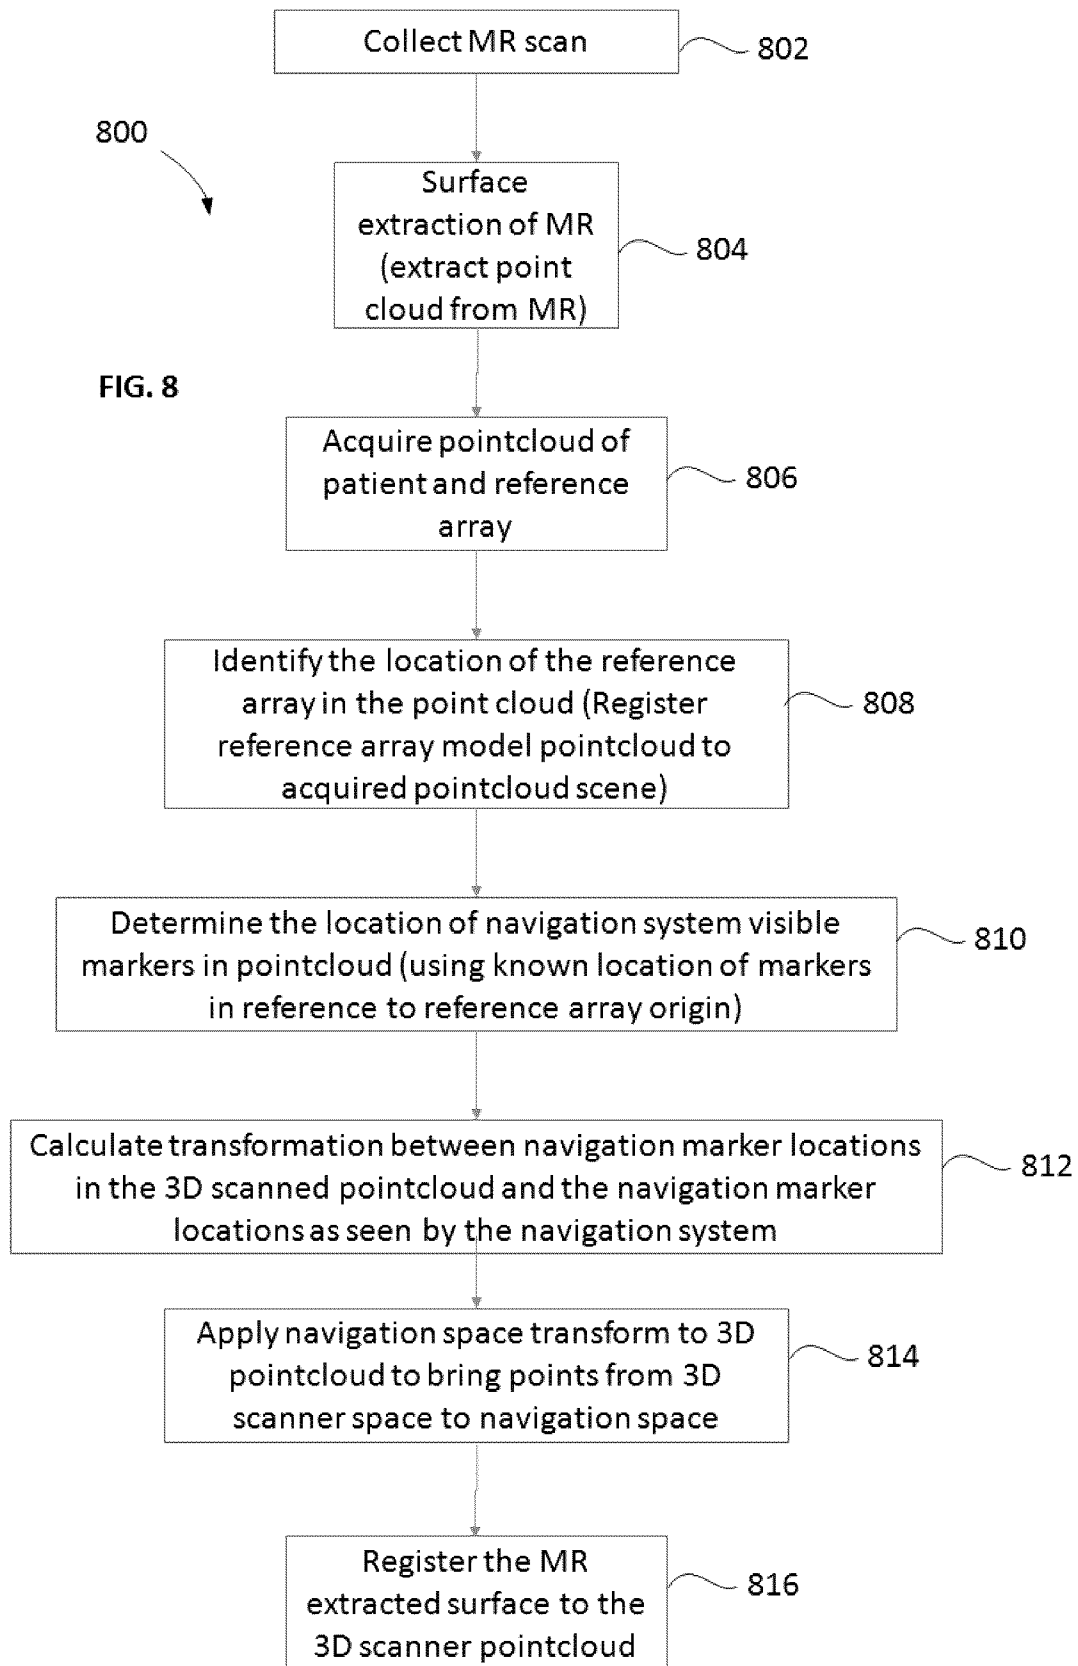 Collect MR scan
802
800
Surface
extraction of MR
(extract point
cloud from MR)
804
FIG. 8
Acquire pointcloud of
patient and reference
array
806
Identify the location of the reference
array in the point cloud (Register
reference array model pointcloud to
acquired pointcloud scene)
808
Determine the location of navigation system visible
markers in pointcloud (using known location of markers
in reference to reference array origin)
810
Calculate transformation between navigation marker locations
in the 3D scanned pointcloud and the navigation marker
locations as seen by the navigation system
812
Apply navigation space transform to 3D
pointcloud to bring points from 3D
scanner space to navigation space
814
Register the MR
extracted surface to the
3D scanner pointcloud
816